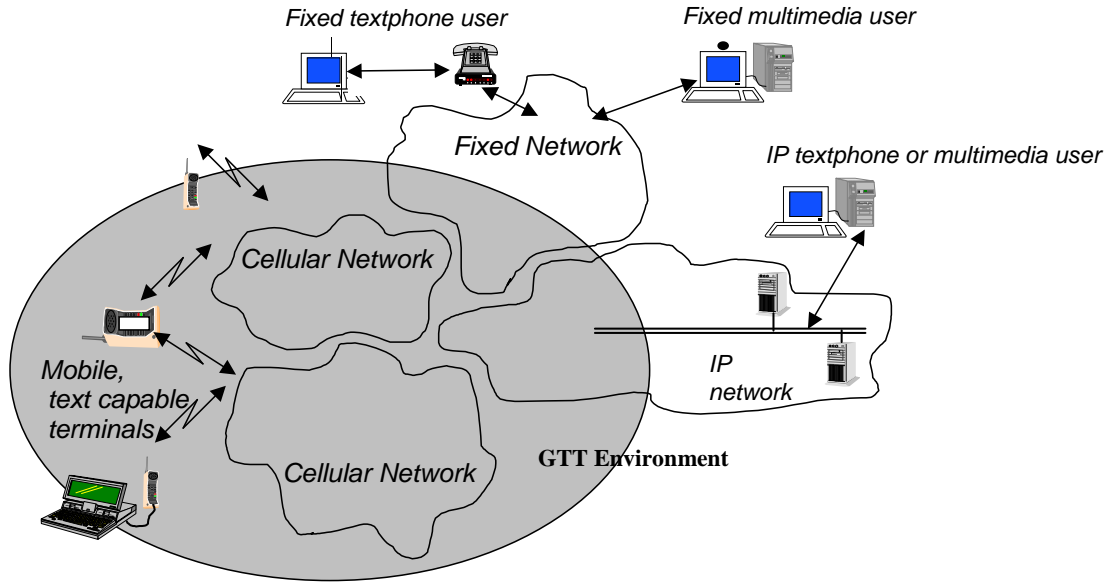 Fixed textphone user
Fixed multimedia user
Fixed Network
IP textphone or multimedia user
Cellular Network
Mobile,
text capable
terminals
IP
network
GTT Environment
Cellular Network